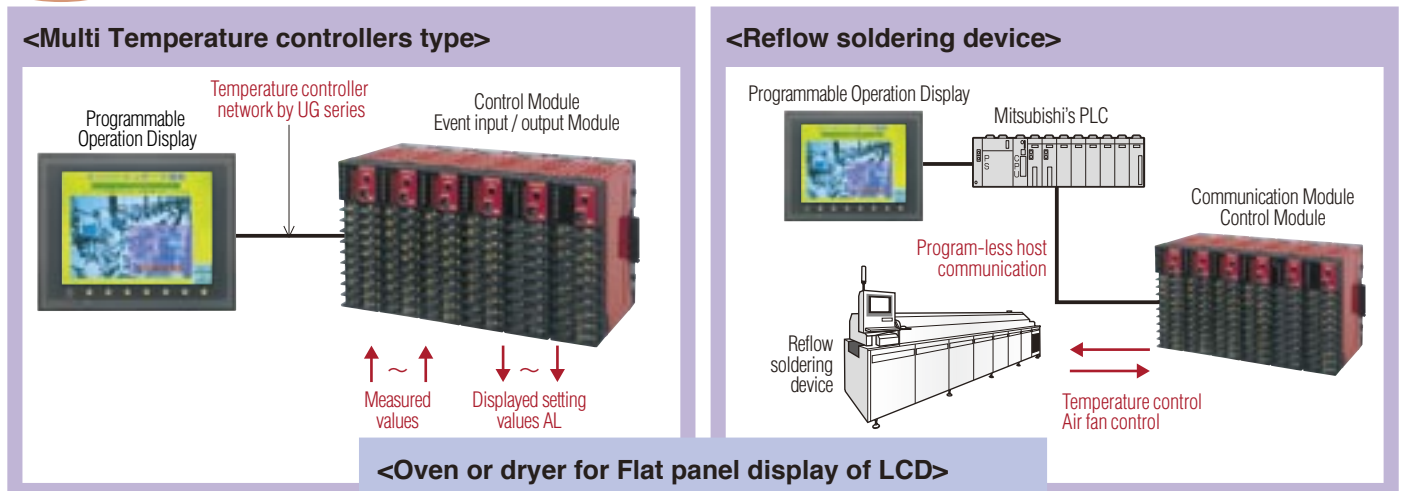 <Multi Temperature controllers type>
Temperature controller
network by UG series
Programmable
Operation Display
Control Module
Event input / output Module
~
~
Measured
values
Displayed setting
values AL
<Reflow soldering device>
Programmable Operation Display
Mitsubishi's PLC
P
S
C
P
U
Communication Module
Control Module
Program-less host
communication
Reflow
soldering
device
Temperature control
Air fan control
<Oven or dryer for Flat panel display of LCD>